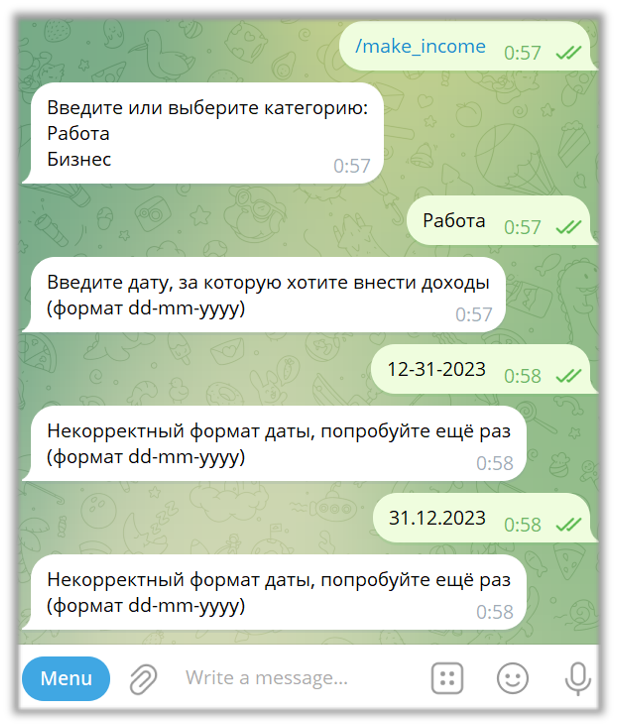 /make_income 0:57
Введите или выберите категорию:
Работа
Бизнес 0:57
Работа 0:57
Введите дату, за которую хотите внести доходы
(формат dd-mm-yyyy) 0:57
12-31-2023 0:58
Некорректный формат даты, попробуйте ещё раз
(формат dd-mm-yyyy) 0:58
31.12.2023 0:58
Некорректный формат даты, попробуйте ещё раз
(формат dd-mm-yyyy) 0:58
Menu Write a message...